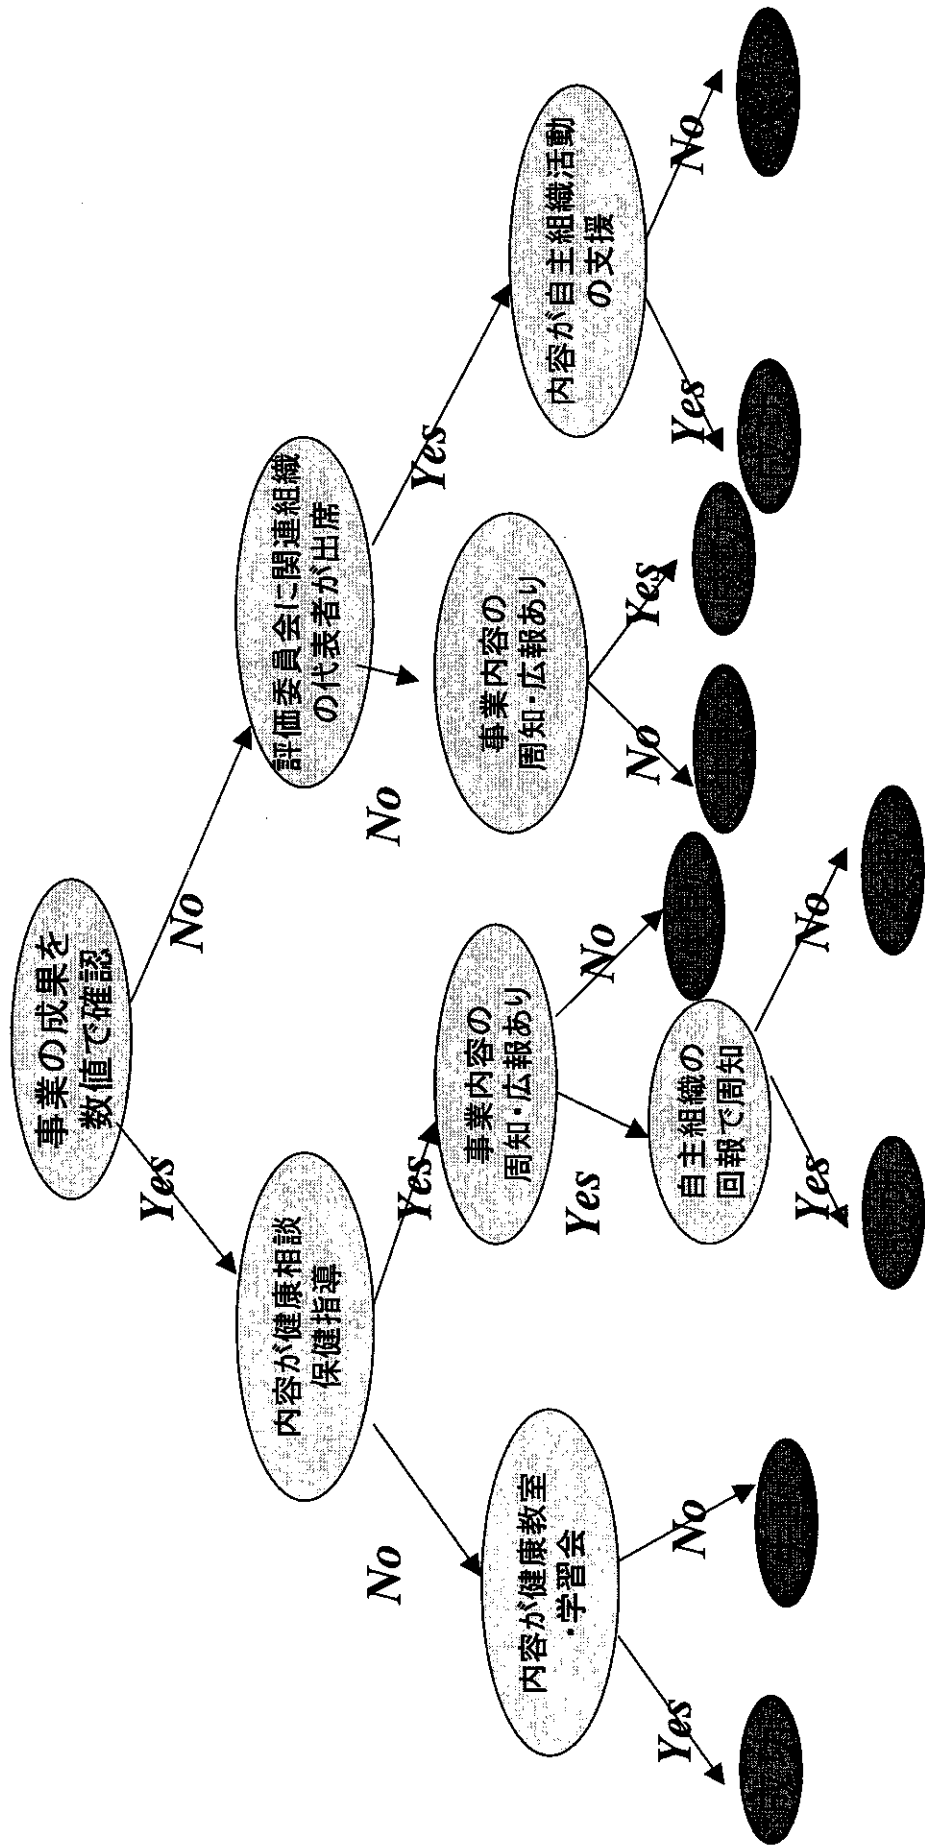 事業の成果を
数値で確認
Yes
No
内容が健康相談
保健指導
評価委員会に関連組織
の代表者が出席
No
Yes
No
Yes
内容が健康教室
・学習会
事業内容の
周知・広報あり
事業内容の
周知・広報あり
内容が自主組織活動
の支援
Yes
No
Yes
No
No
Yes
Yes
No
自主組織の
回報で周知
Yes
No